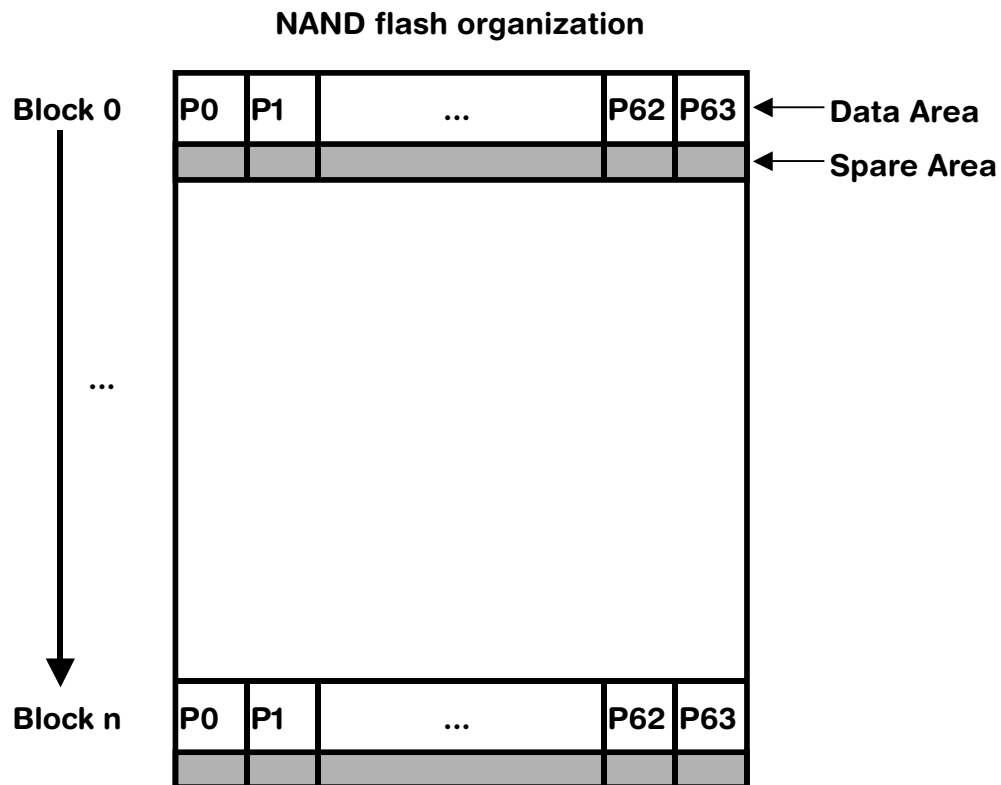 NAND flash organization
Block 0 P0 P1 ... P62 P63 Data Area
Spare Area
...
Block n P0 P1 ... P62 P63